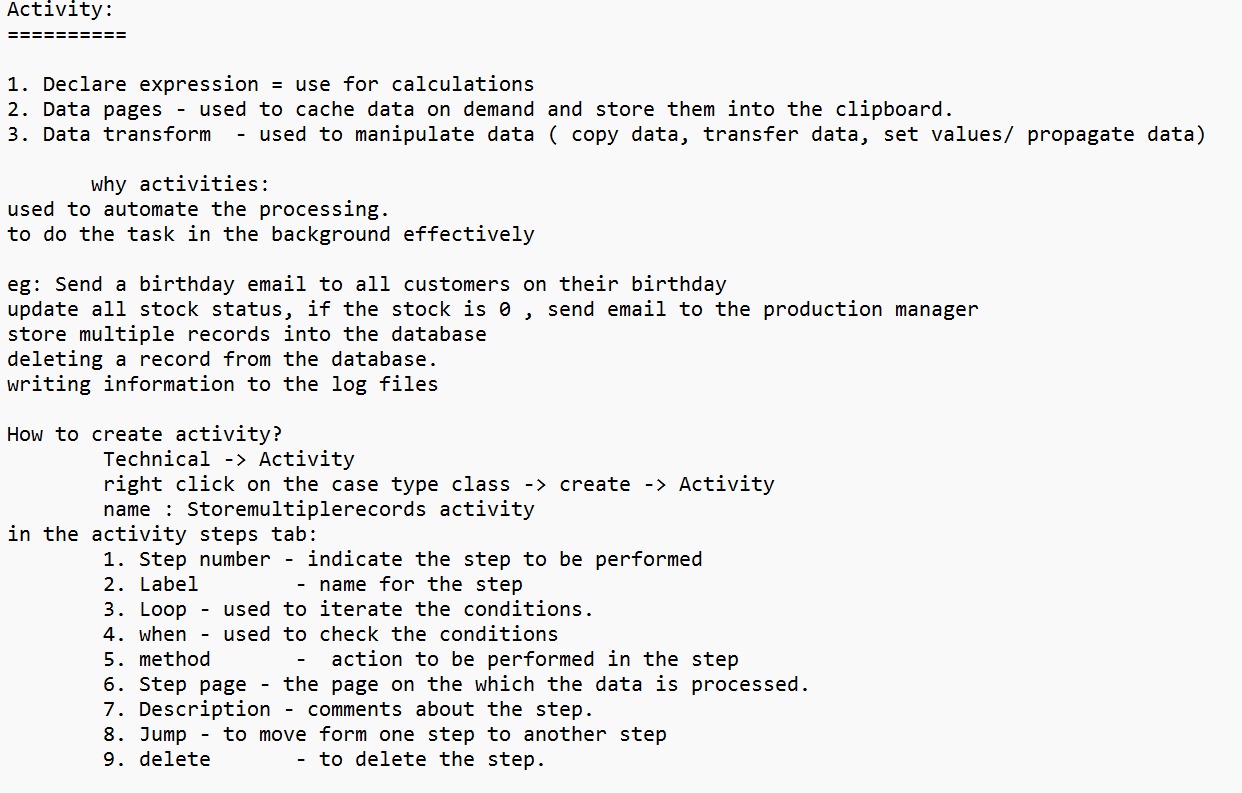 Activity:
==========
1. Declare expression = use for calculations
2. Data pages - used to cache data on demand and store them into the clipboard.
3. Data transform  - used to manipulate data ( copy data, transfer data, set values/ propagate data)
why activities:
used to automate the processing.
to do the task in the background effectively
eg: Send a birthday email to all customers on their birthday
update all stock status, if the stock is 0 , send email to the production manager
store multiple records into the database
deleting a record from the database.
writing information to the log files
How to create activity?
Technical -> Activity
right click on the case type class -> create -> Activity
name : Storemultiplerecords activity
in the activity steps tab:
1. Step number - indicate the step to be performed
2. Label        - name for the step
3. Loop - used to iterate the conditions.
4. when - used to check the conditions
5. method       -  action to be performed in the step
6. Step page - the page on the which the data is processed.
7. Description - comments about the step.
8. Jump - to move form one step to another step
9. delete       - to delete the step.